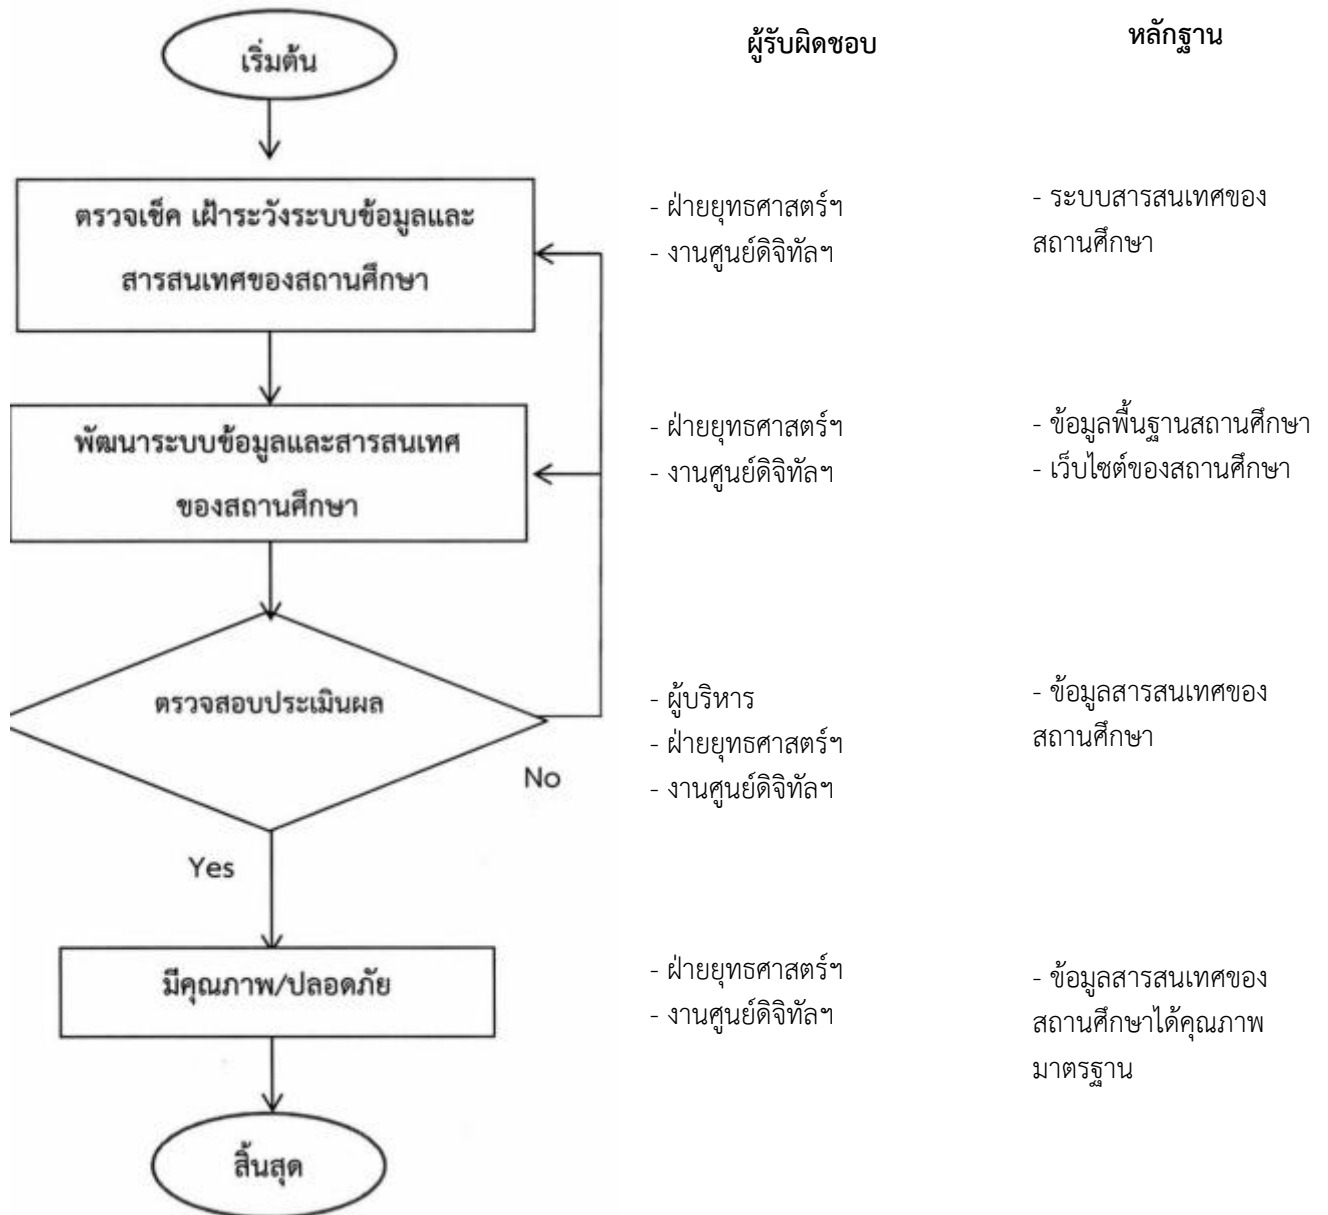 เริ่มต้น
ผู้รับผิดชอบ
หลักฐาน
ตรวจเช็ค เฝ้าระวังระบบข้อมูลและ
สารสนเทศของสถานศึกษา
- ฝ่ายยุทธศาสตร์ฯ
- งานศูนย์ดิจิทัลฯ
- ระบบสารสนเทศของ
สถานศึกษา
พัฒนาระบบข้อมูลและสารสนเทศ
ของสถานศึกษา
- ฝ่ายยุทธศาสตร์ฯ
- งานศูนย์ดิจิทัลฯ
- ข้อมูลพื้นฐานสถานศึกษา
- เว็บไซต์ของสถานศึกษา
ตรวจสอบประเมินผล
No
Yes
- ผู้บริหาร
- ฝ่ายยุทธศาสตร์ฯ
- งานศูนย์ดิจิทัลฯ
- ข้อมูลสารสนเทศของ
สถานศึกษา
มีคุณภาพ/ปลอดภัย
- ฝ่ายยุทธศาสตร์ฯ
- งานศูนย์ดิจิทัลฯ
- ข้อมูลสารสนเทศของ
สถานศึกษาได้คุณภาพ
มาตรฐาน
สิ้นสุด